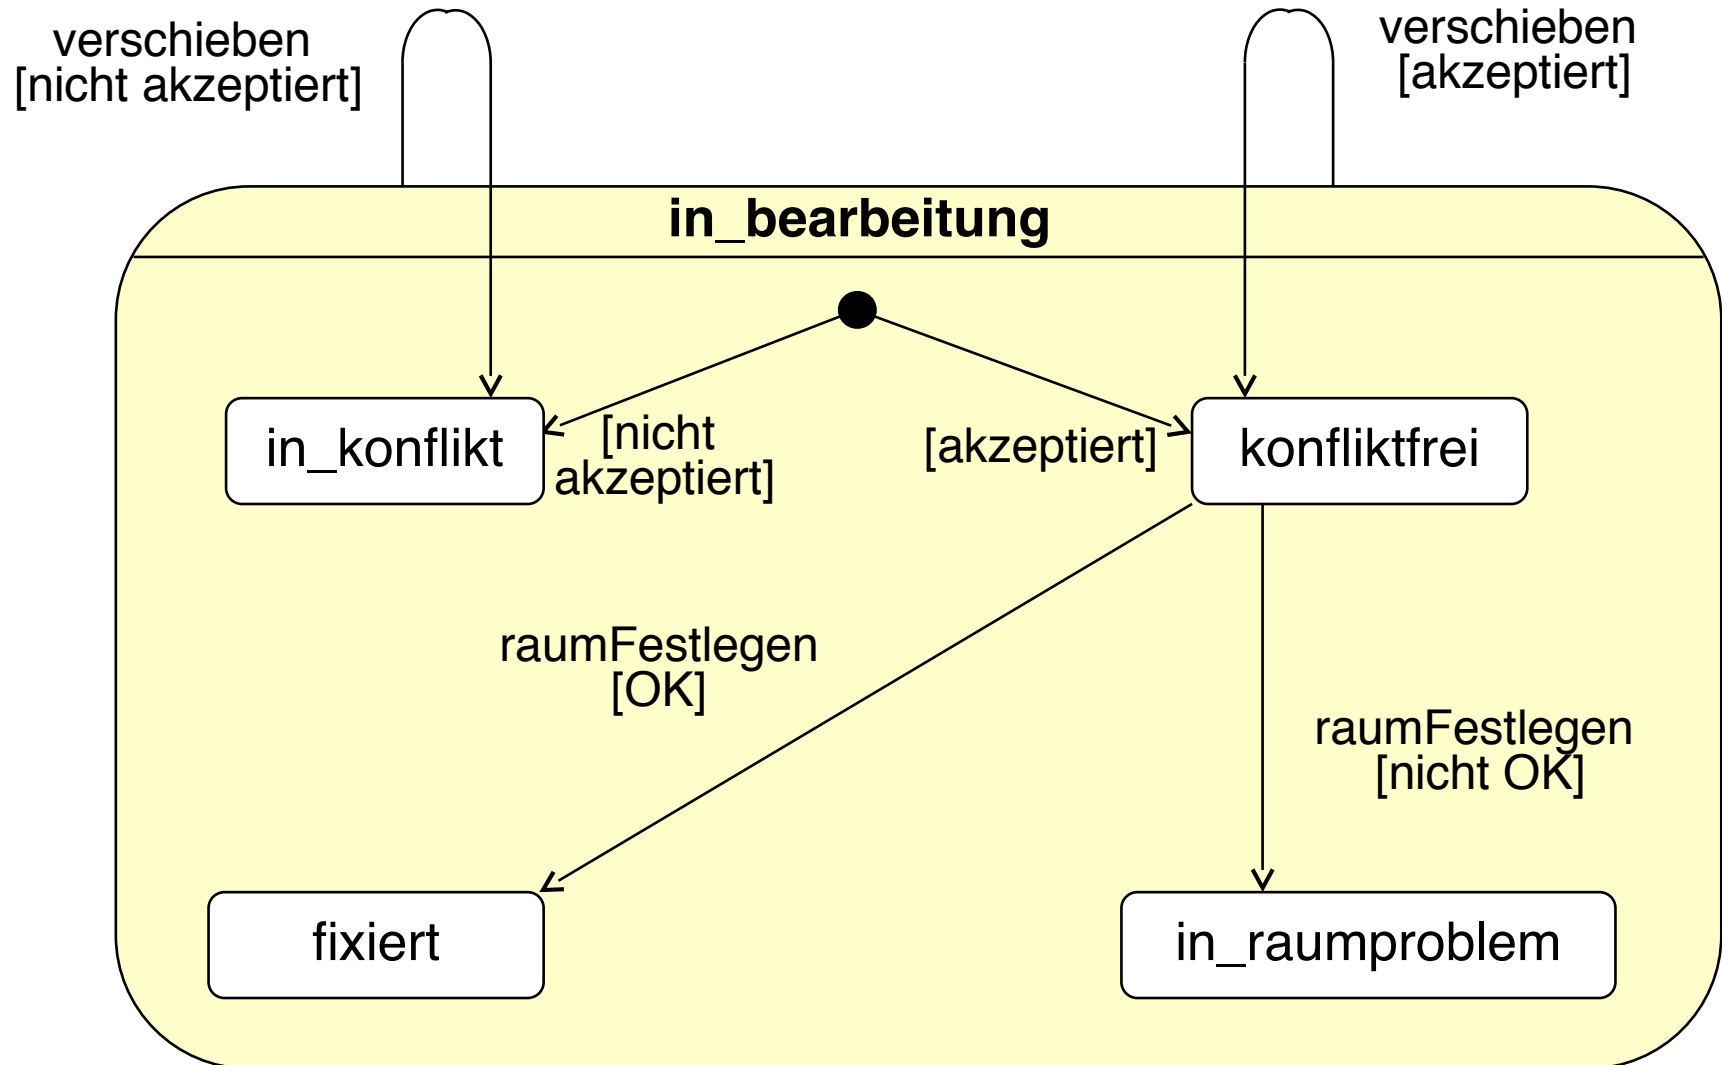 verschieben
[nicht akzeptiert]
verschieben
[akzeptiert]
in_bearbeitung
in_konflikt
[nicht
akzeptiert]
[akzeptiert]
konfliktfrei
raumFestlegen
[OK]
raumFestlegen
[nicht OK]
fixiert
in_raumproblem